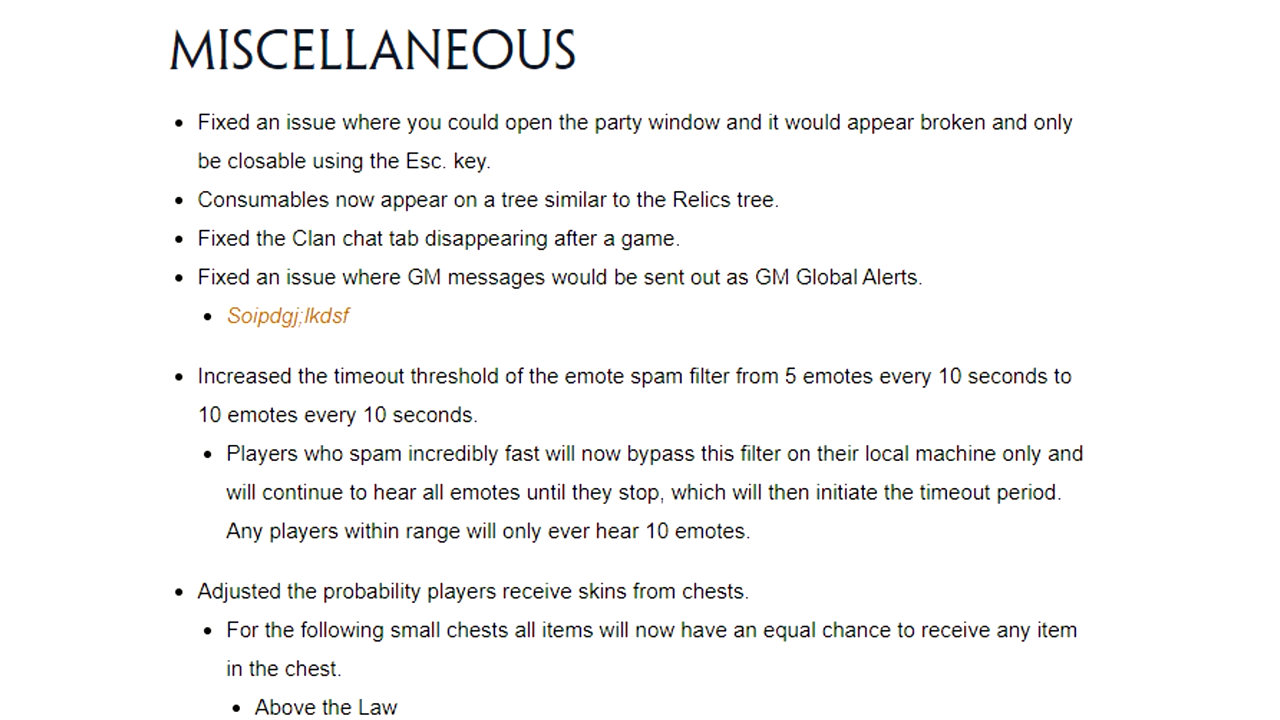 MISCELLANEOUS
• Fixed an issue where you could open the party window and it would appear broken and only
be closable using the Esc. key.
• Consumables now appear on a tree similar to the Relics tree.
• Fixed the Clan chat tab disappearing after a game.
• Fixed an issue where GM messages would be sent out as GM Global Alerts.
• Soipdgj;lkdsf
• Increased the timeout threshold of the emote spam filter from 5 emotes every 10 seconds to
10 emotes every 10 seconds.
• Players who spam incredibly fast will now bypass this filter on their local machine only and
will continue to hear all emotes until they stop, which will then initiate the timeout period.
Any players within range will only ever hear 10 emotes.
• Adjusted the probability players receive skins from chests.
• For the following small chests all items will now have an equal chance to receive any item
in the chest.
• Above the Law